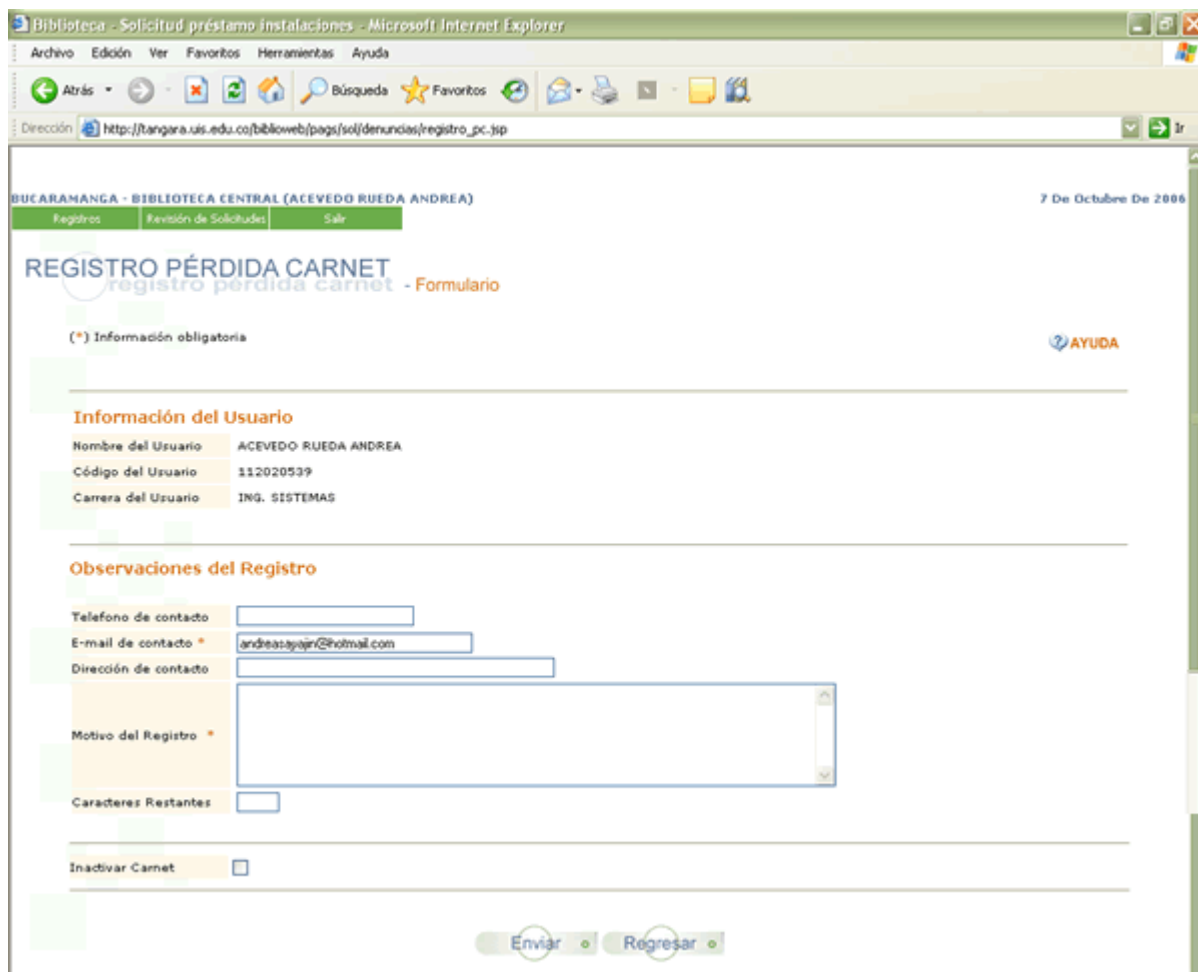 Biblioteca - Solicitud préstamo instalaciones - Microsoft Internet Explorer
Archivo Edición Ver Favoritos Herramientas Ayuda
Atrás Búsqueda Favoritos
Dirección http://tangara.uis.edu.co/biblioweb/pags/sol/denuncias/registro_pc.jsp Ir
BUCARAMANGA - BIBLIOTECA CENTRAL (ACEVEDO RUEDA ANDREA) 7 De Octubre De 2006
Registros Revisión de Solicitudes Salir
REGISTRO PÉRDIDA CARNET
registro pérdida carnet - Formulario
(*) Información obligatoria
AYUDA
Información del Usuario
Nombre del Usuario ACEVEDO RUEDA ANDREA
Código del Usuario 112020539
Carrera del Usuario ING. SISTEMAS
Observaciones del Registro
Telefono de contacto
E-mail de contacto * andreasayajin@hotmail.com
Dirección de contacto
Motivo del Registro *
Caracteres Restantes
Inactivar Carnet
Enviar Regresar